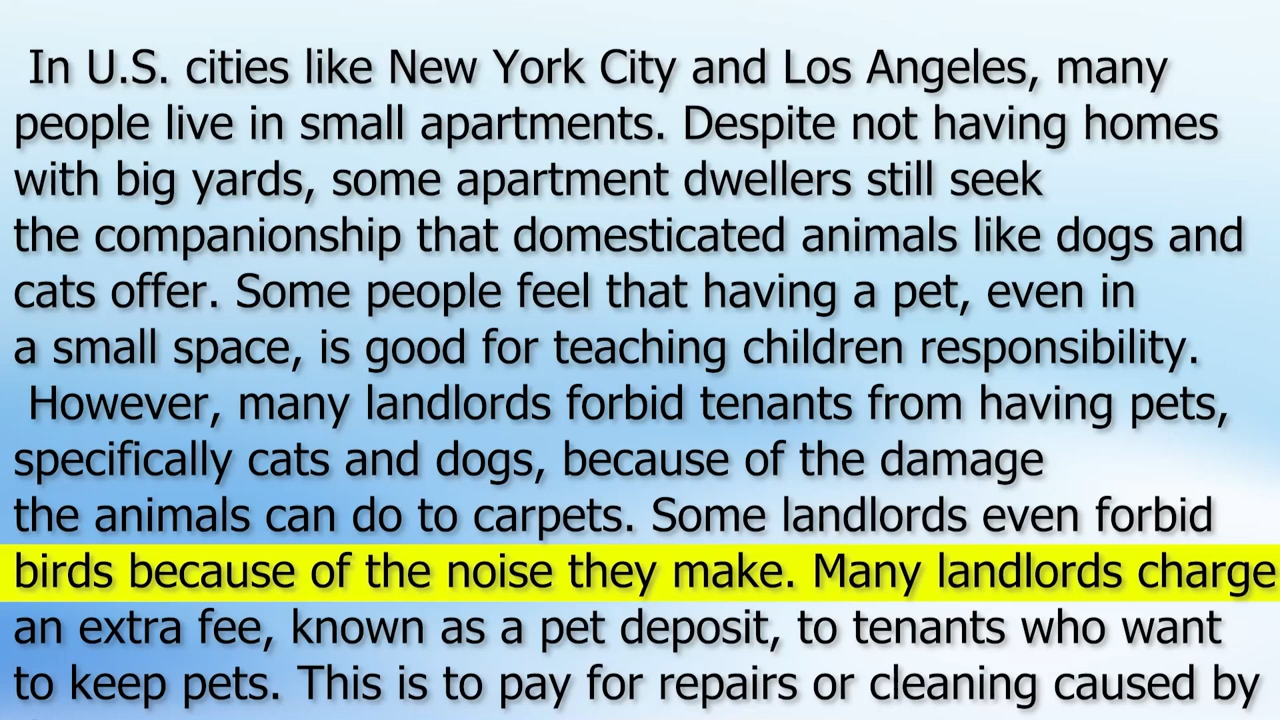 In U.S. cities like New York City and Los Angeles, many
people live in small apartments. Despite not having homes
with big yards, some apartment dwellers still seek
the companionship that domesticated animals like dogs and
cats offer. Some people feel that having a pet, even in
a small space, is good for teaching children responsibility.
However, many landlords forbid tenants from having pets,
specifically cats and dogs, because of the damage
the animals can do to carpets. Some landlords even forbid
birds because of the noise they make. Many landlords charge
an extra fee, known as a pet deposit, to tenants who want
to keep pets. This is to pay for repairs or cleaning caused by